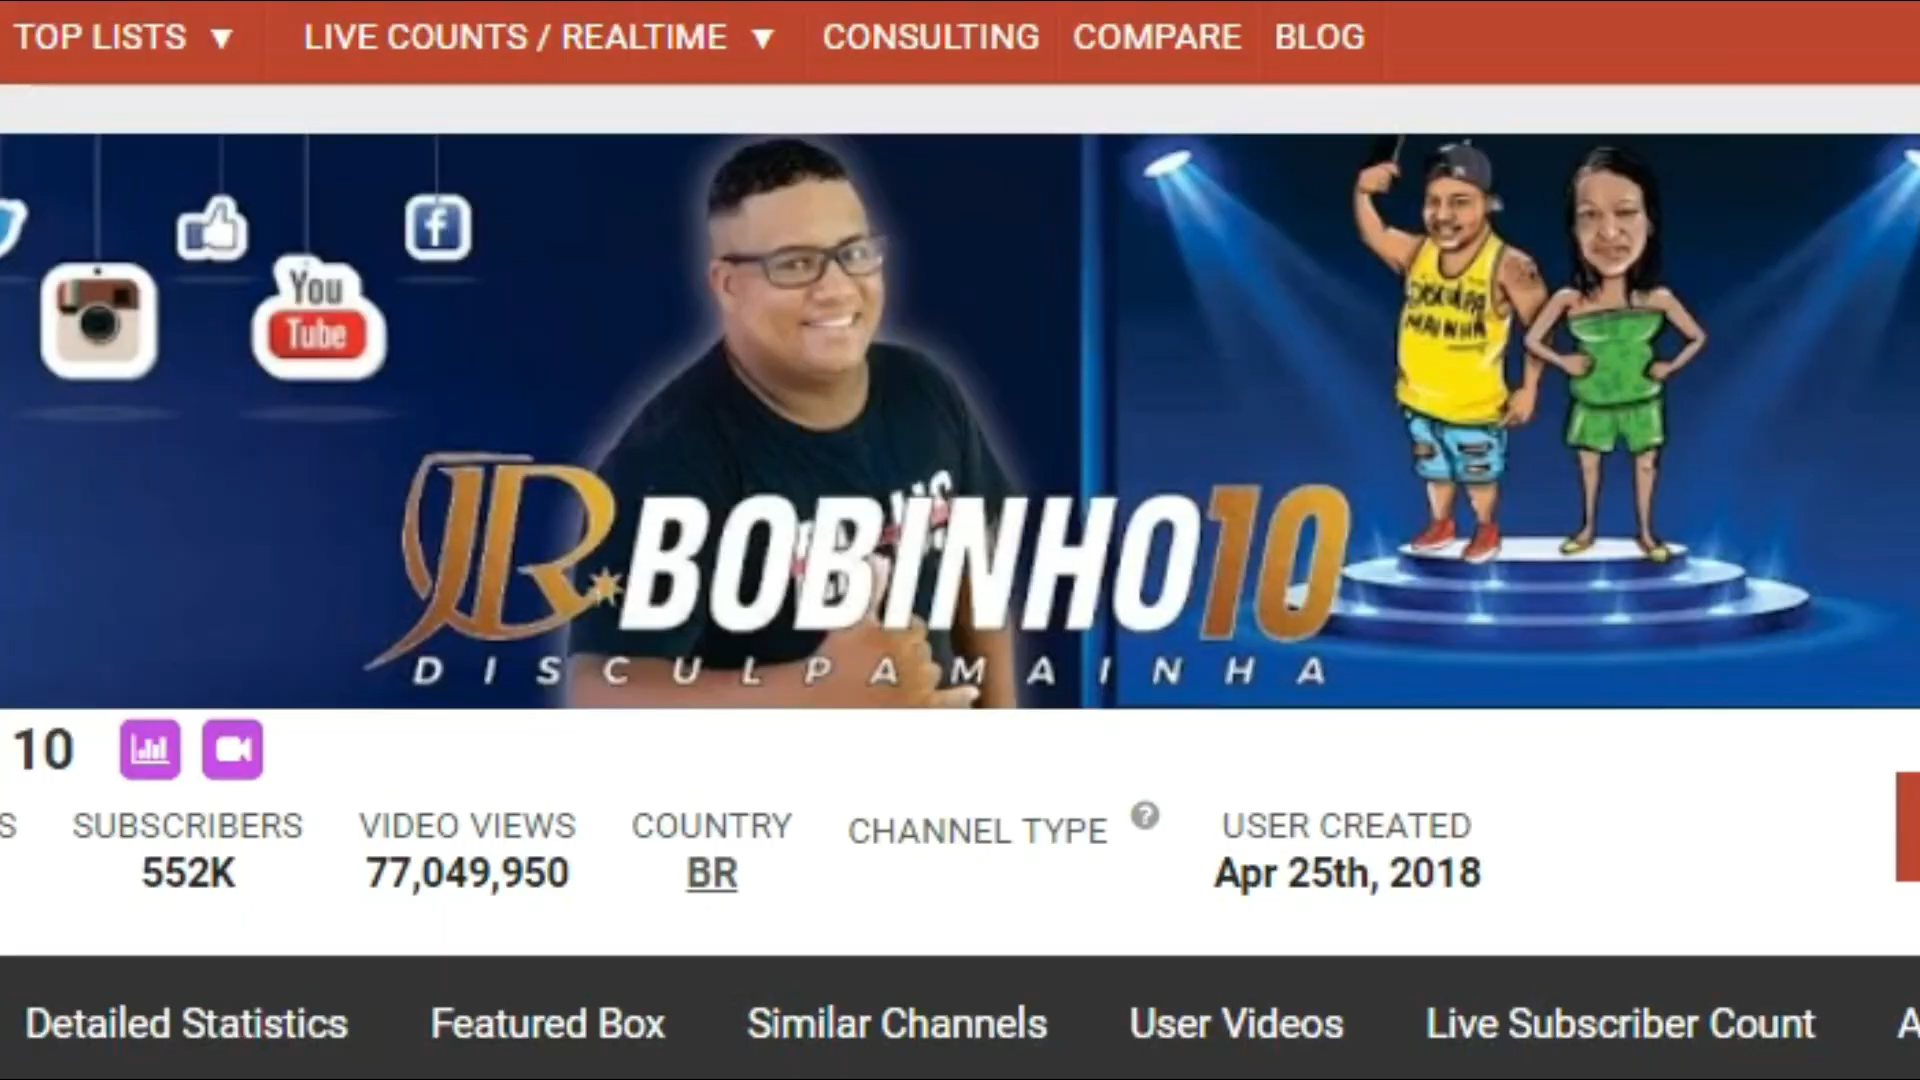 TOP LISTS ▼ LIVE COUNTS / REALTIME ▼ CONSULTING COMPARE BLOG
You
Tube
f
DISCULPA
MAINHA
JR BOBINHO10
DISCULPAMAINHA
10
S SUBSCRIBERS VIDEO VIEWS COUNTRY CHANNEL TYPE ? USER CREATED
552K 77,049,950 BR Apr 25th, 2018
Detailed Statistics Featured Box Similar Channels User Videos Live Subscriber Count A